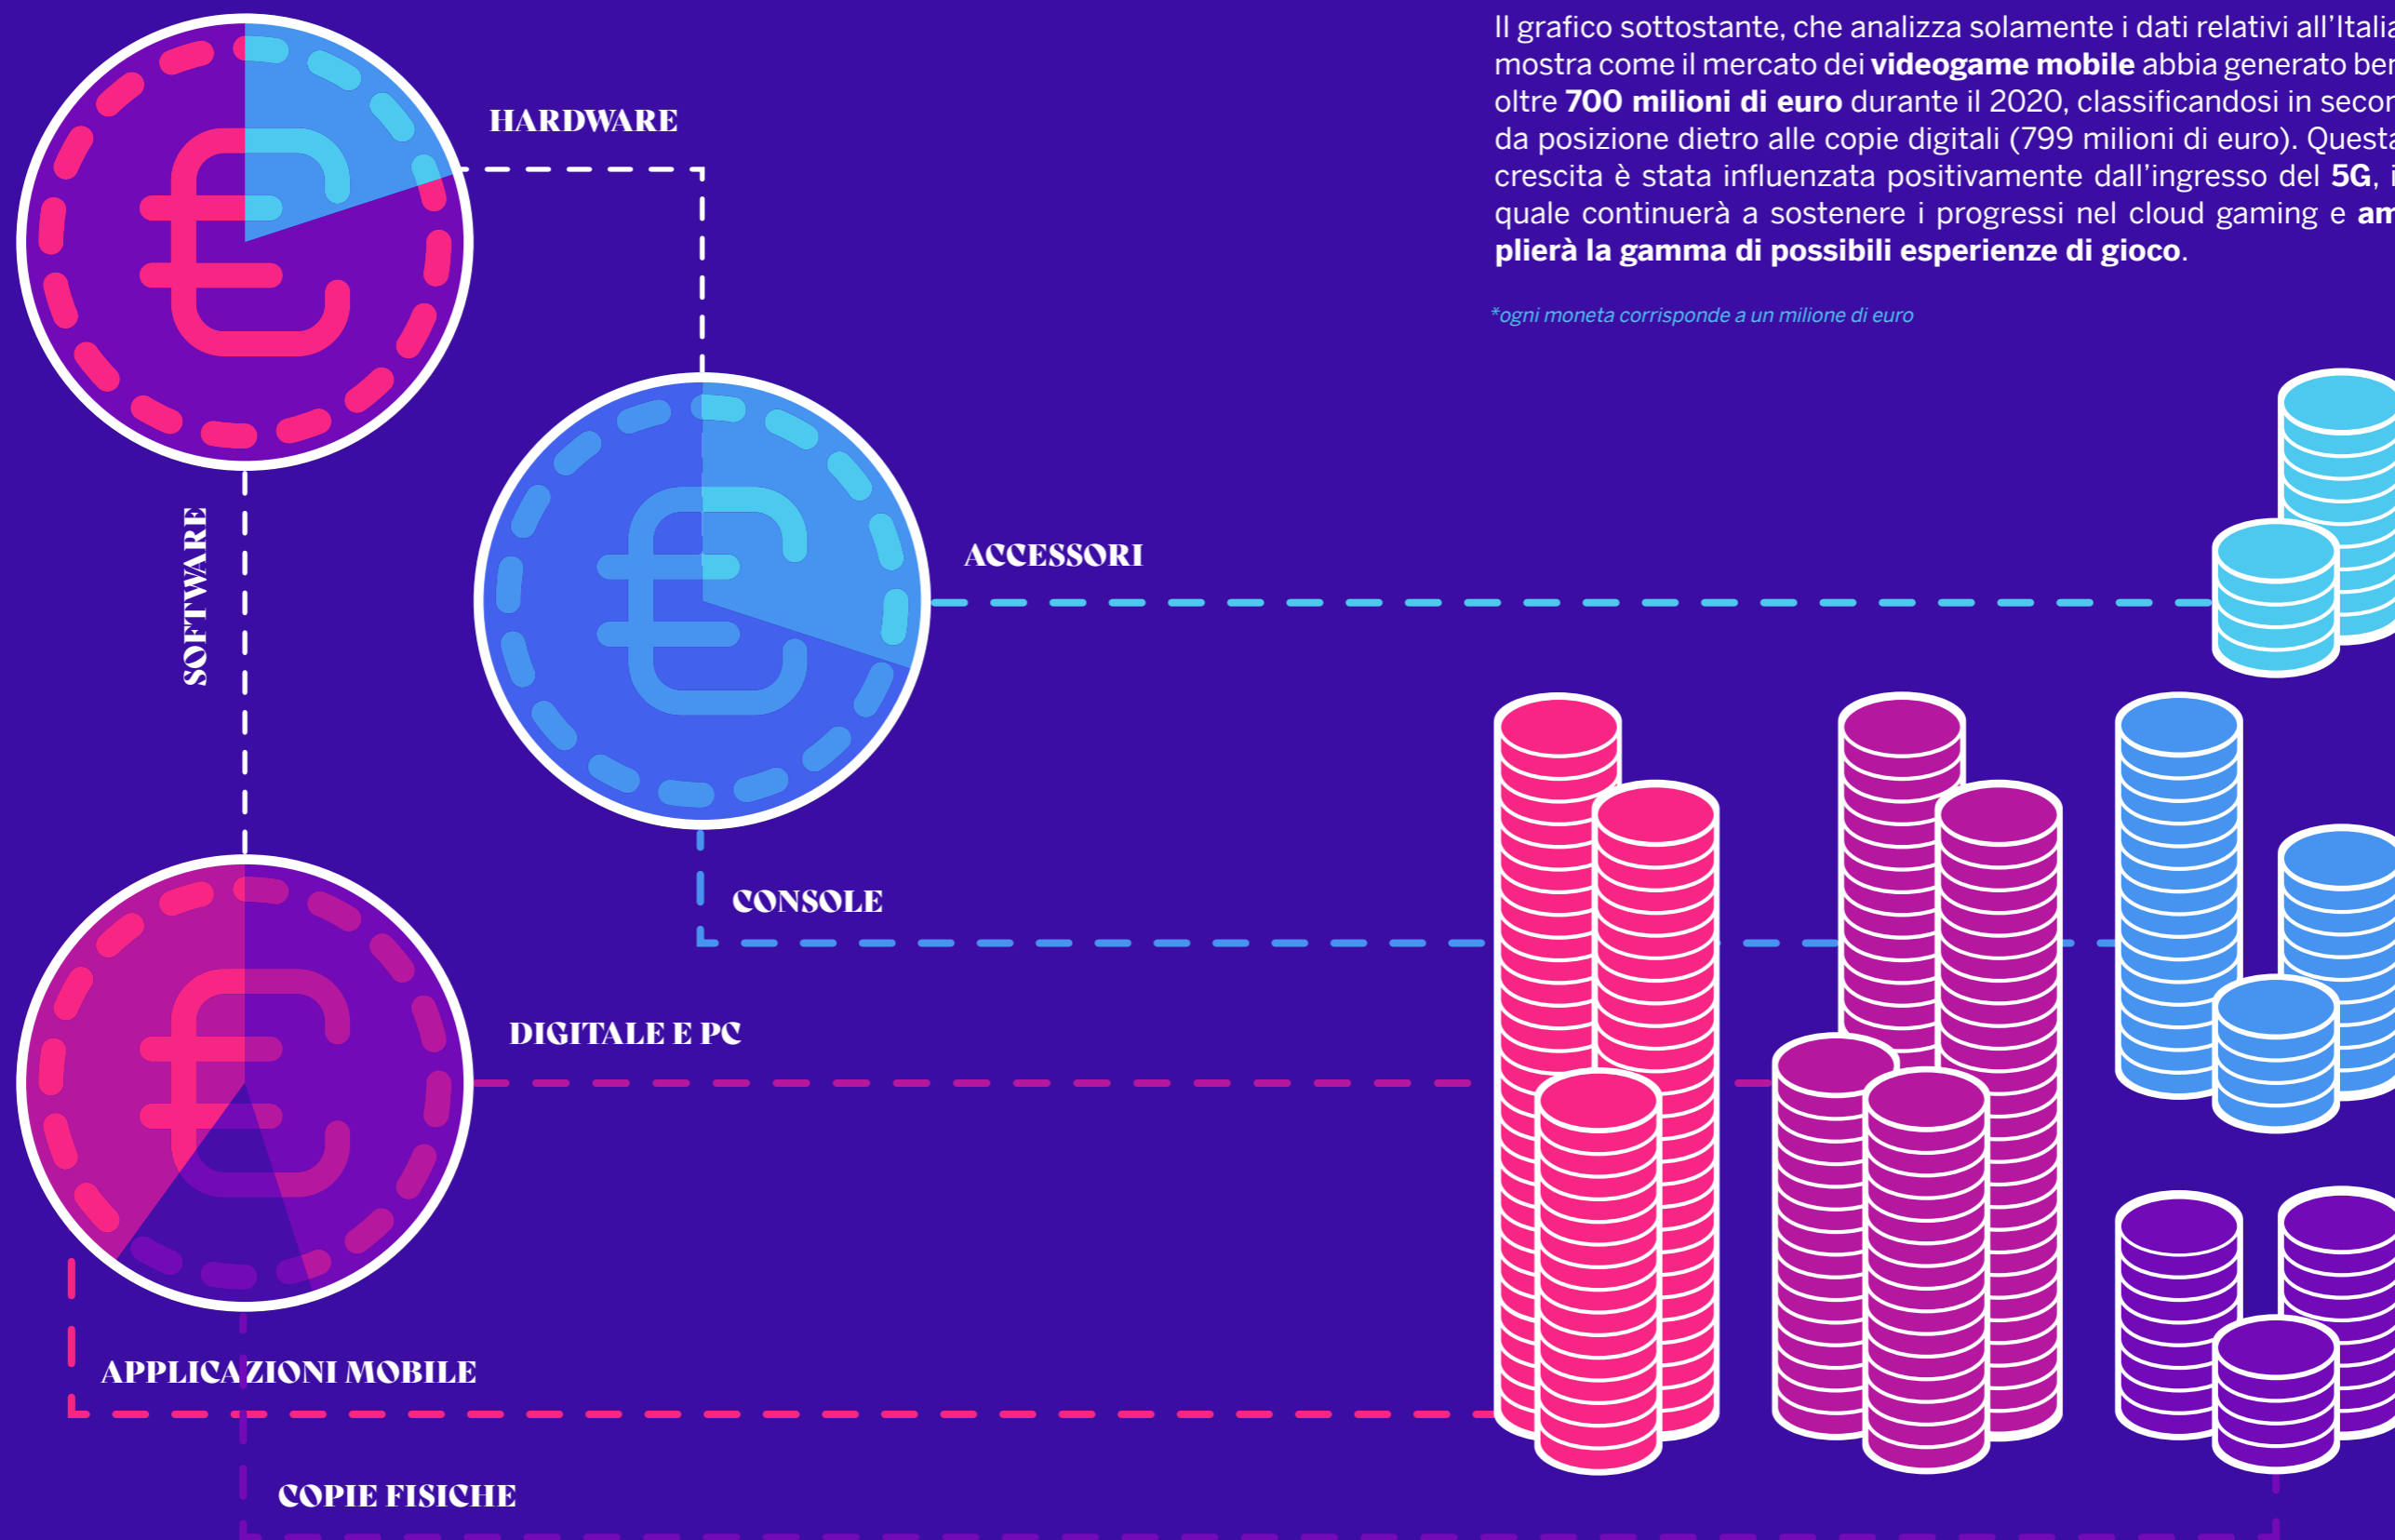 Il grafico sottostante, che analizza solamente i dati relativi all'Italia
mostra come il mercato dei videogame mobile abbia generato ben
oltre 700 milioni di euro durante il 2020, classificandosi in secon
da posizione dietro alle copie digitali (799 milioni di euro). Questa
crescita è stata influenzata positivamente dall'ingresso del 5G, i
quale continuerà a sostenere i progressi nel cloud gaming e am
plierà la gamma di possibili esperienze di gioco.
*ogni moneta corrisponde a un milione di euro
HARDWARE
SOFTWARE
ACCESSORI
CONSOLE
DIGITALE E PC
APPLICAZIONI MOBILE
COPIE FISICHE